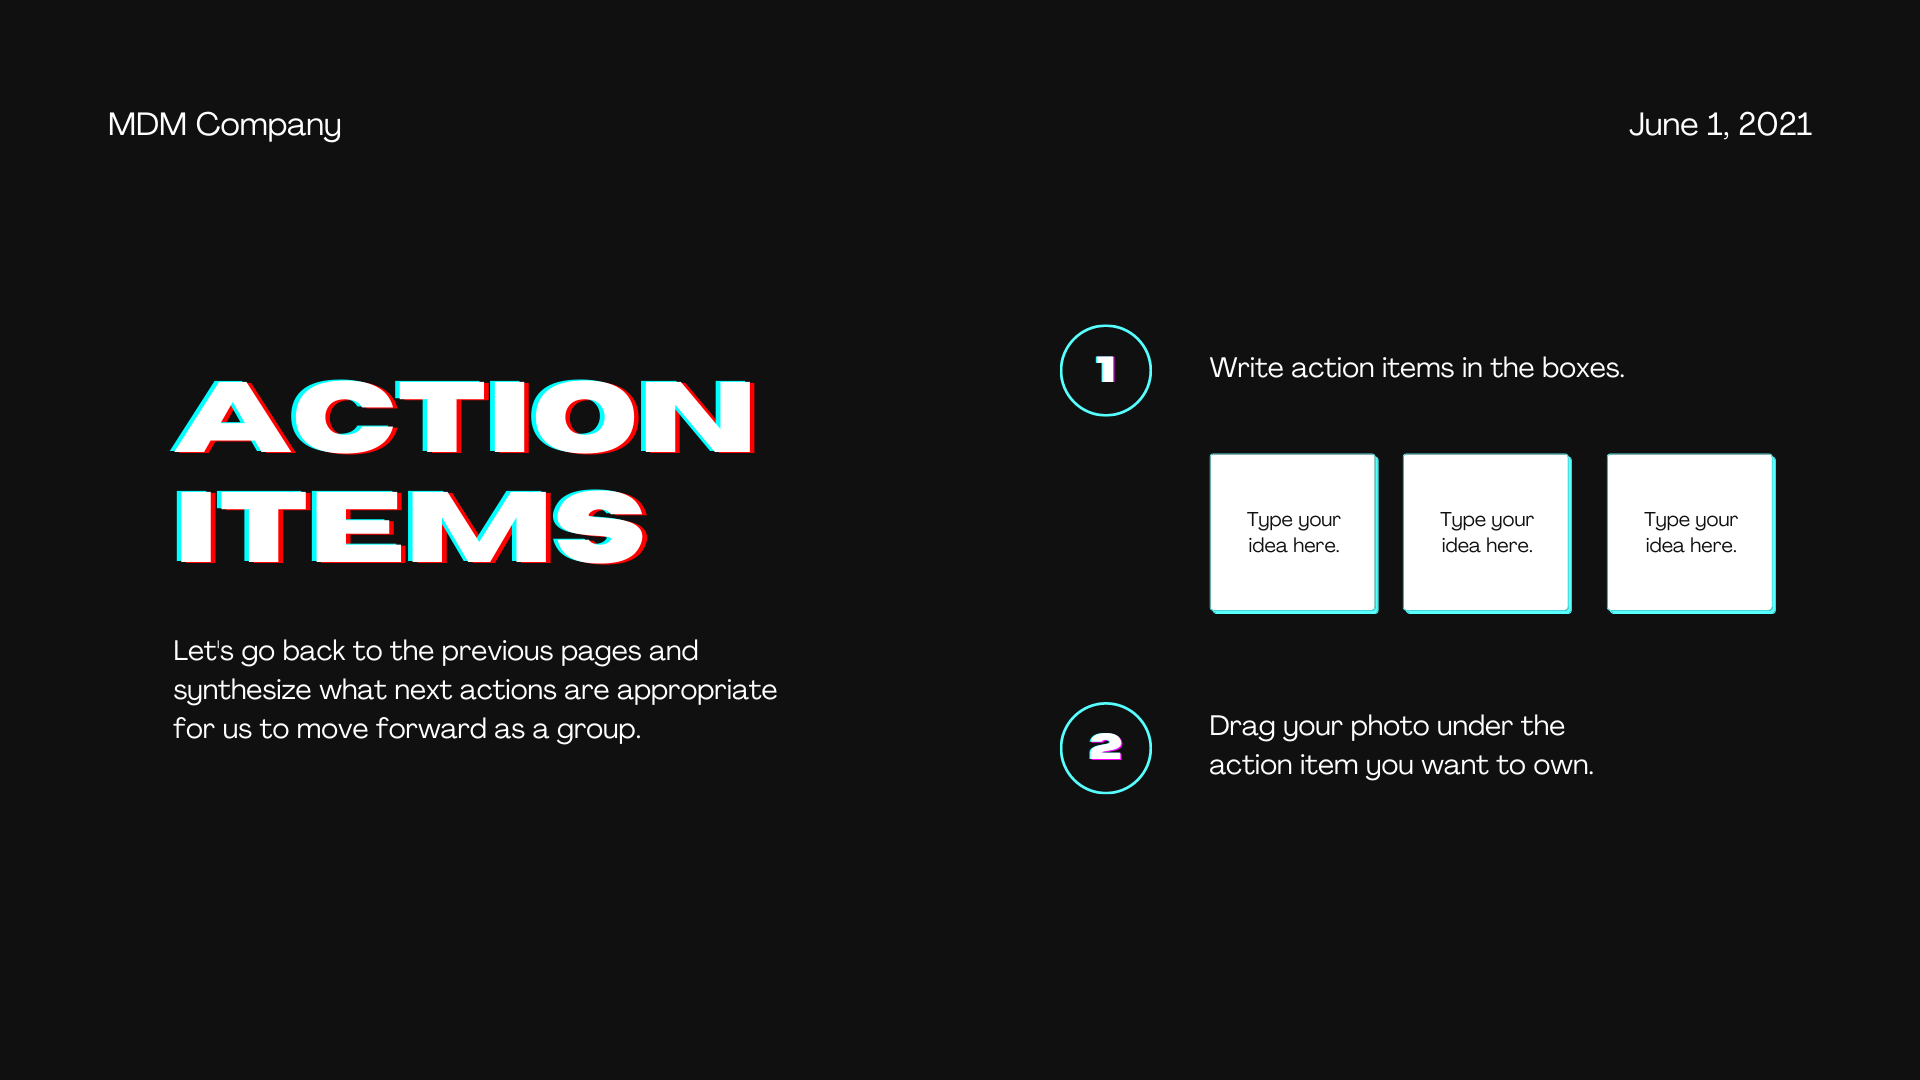 MDM Company
June 1, 2021
ACTION
ITEMS
Let's go back to the previous pages and
synthesize what next actions are appropriate
for us to move forward as a group.
1
Write action items in the boxes.
Type your
idea here.
Type your
idea here.
Type your
idea here.
2
Drag your photo under the
action item you want to own.